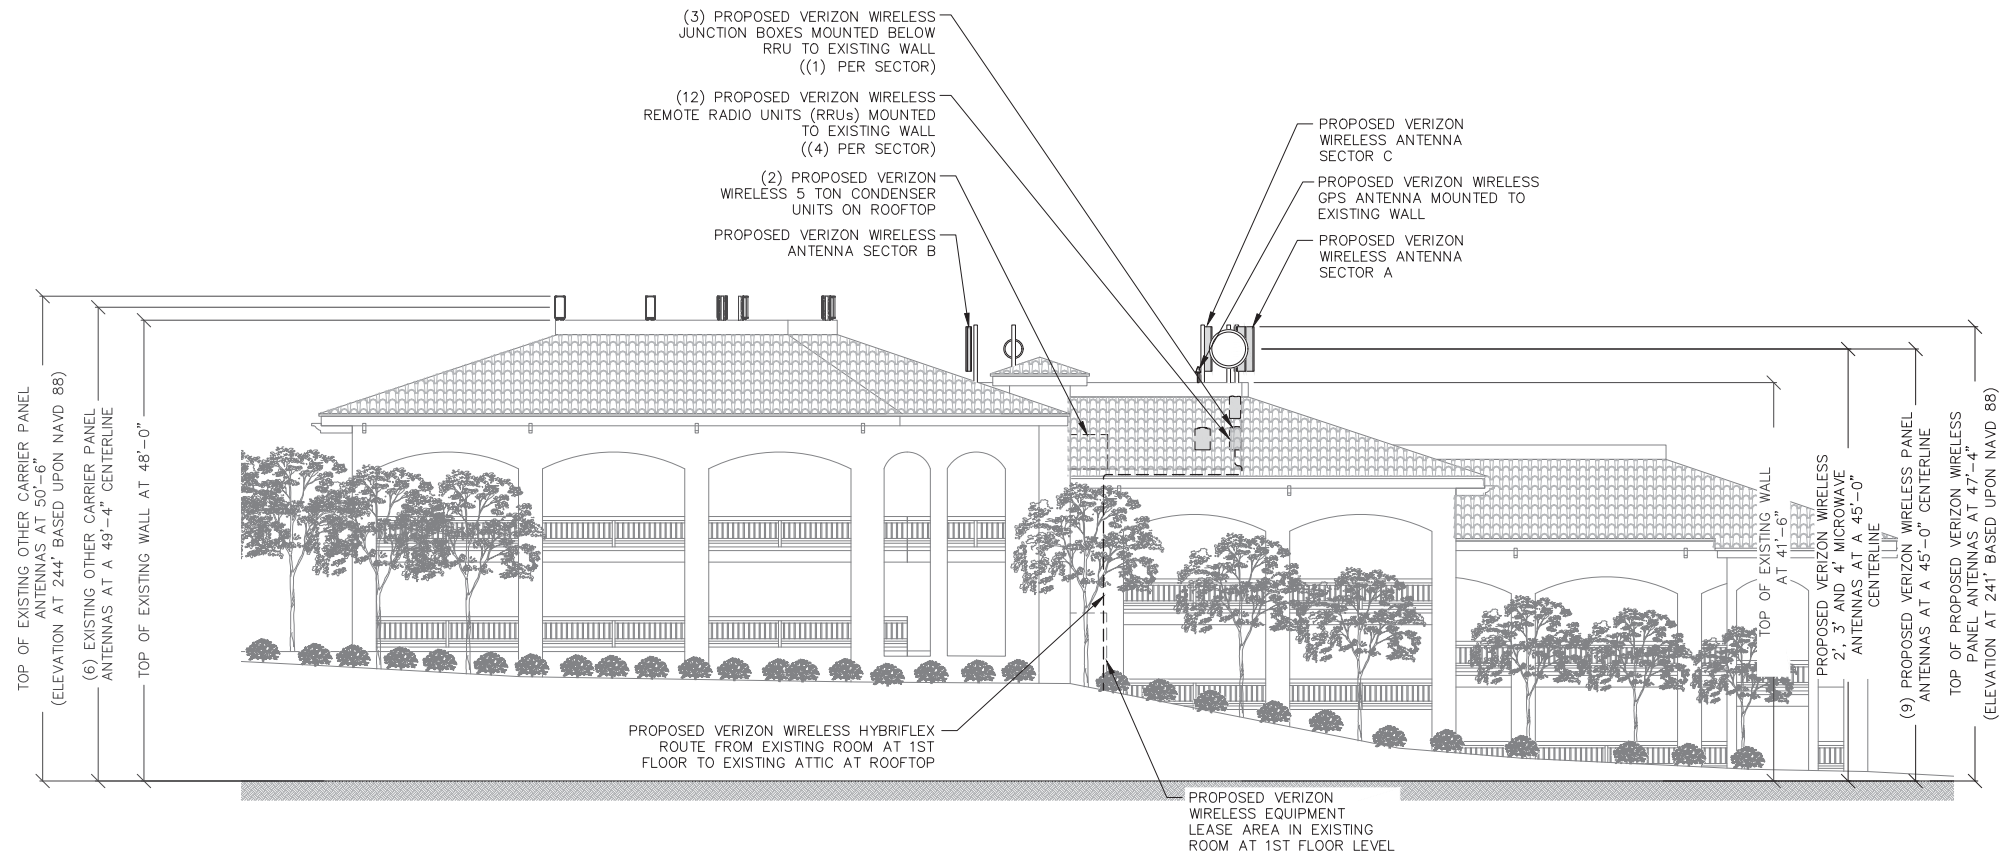 (3) PROPOSED VERIZON WIRELESS
JUNCTION BOXES MOUNTED BELOW
RRU TO EXISTING WALL
((1) PER SECTOR)
(12) PROPOSED VERIZON WIRELESS
REMOTE RADIO UNITS (RRUs) MOUNTED
TO EXISTING WALL
((4) PER SECTOR)
(2) PROPOSED VERIZON
WIRELESS 5 TON CONDENSER
UNITS ON ROOFTOP
PROPOSED VERIZON WIRELESS
ANTENNA SECTOR B
PROPOSED VERIZON
WIRELESS ANTENNA
SECTOR C
PROPOSED VERIZON WIRELESS
GPS ANTENNA MOUNTED TO
EXISTING WALL
PROPOSED VERIZON
WIRELESS ANTENNA
SECTOR A
TOP OF EXISTING OTHER CARRIER PANEL
ANTENNAS AT 50'-6"
(ELEVATION AT 244' BASED UPON NAVD 88)
(6) EXISTING OTHER CARRIER PANEL
ANTENNAS AT A 49'-4" CENTERLINE
TOP OF EXISTING WALL AT 48'-0"
TOP OF EXISTING WALL
AT 41'-6"
PROPOSED VERIZON WIRELESS
2', 3' AND 4' MICROWAVE
ANTENNAS AT A 45'-0"
CENTERLINE
(9) PROPOSED VERIZON WIRELESS PANEL
ANTENNAS AT A 45'-0" CENTERLINE
TOP OF PROPOSED VERIZON WIRELESS
PANEL ANTENNAS AT 47'-4"
(ELEVATION AT 241' BASED UPON NAVD 88)
PROPOSED VERIZON WIRELESS HYBRIFLEX
ROUTE FROM EXISTING ROOM AT 1ST
FLOOR TO EXISTING ATTIC AT ROOFTOP
PROPOSED VERIZON
WIRELESS EQUIPMENT
LEASE AREA IN EXISTING
ROOM AT 1ST FLOOR LEVEL